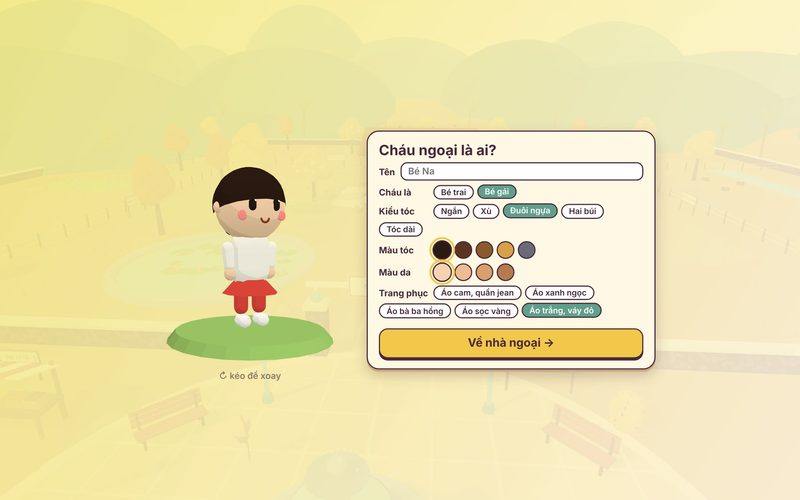 Cháu ngoại là ai?
Tên Bé Na
Cháu là Bé trai Bé gái
Kiểu tóc Ngắn Xù Đuôi ngựa Hai búi
Tóc dài
Màu tóc
Màu da
Trang phục Áo cam, quần jean Áo xanh ngọc
Áo bà ba hồng Áo sọc vàng Áo trắng, váy đỏ
Về nhà ngoại →
↻ kéo để xoay